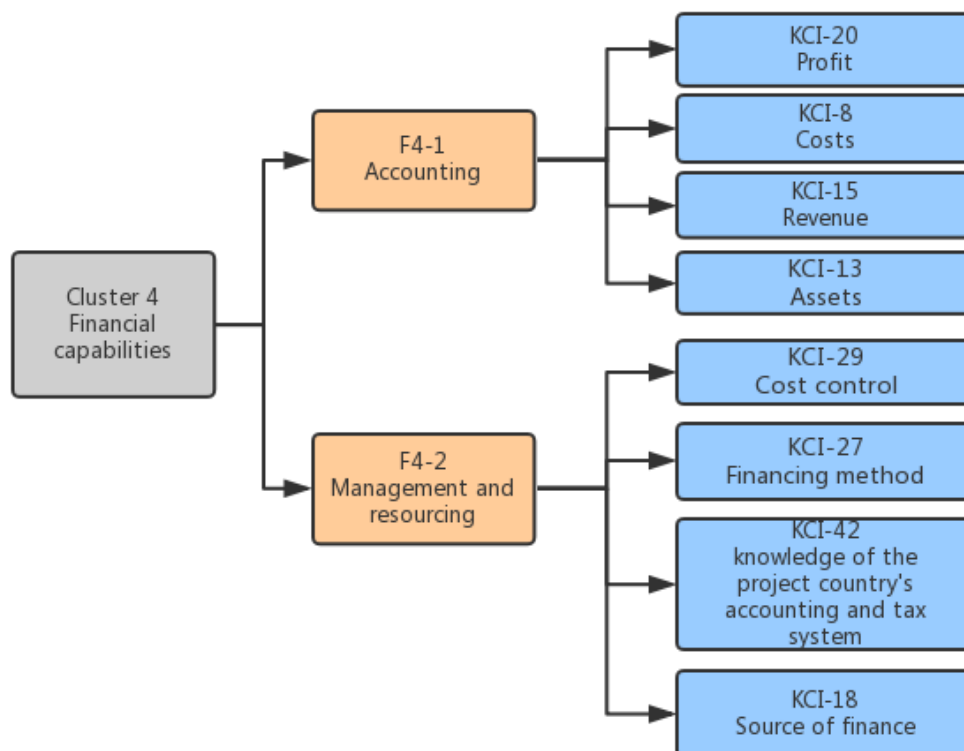 Cluster 4
Financial
capabilities
F4-1
Accounting
F4-2
Management and
resourcing
KCI-20
Profit
KCI-8
Costs
KCI-15
Revenue
KCI-13
Assets
KCI-29
Cost control
KCI-27
Financing method
KCI-42
knowledge of the
project country's
accounting and tax
system
KCI-18
Source of finance